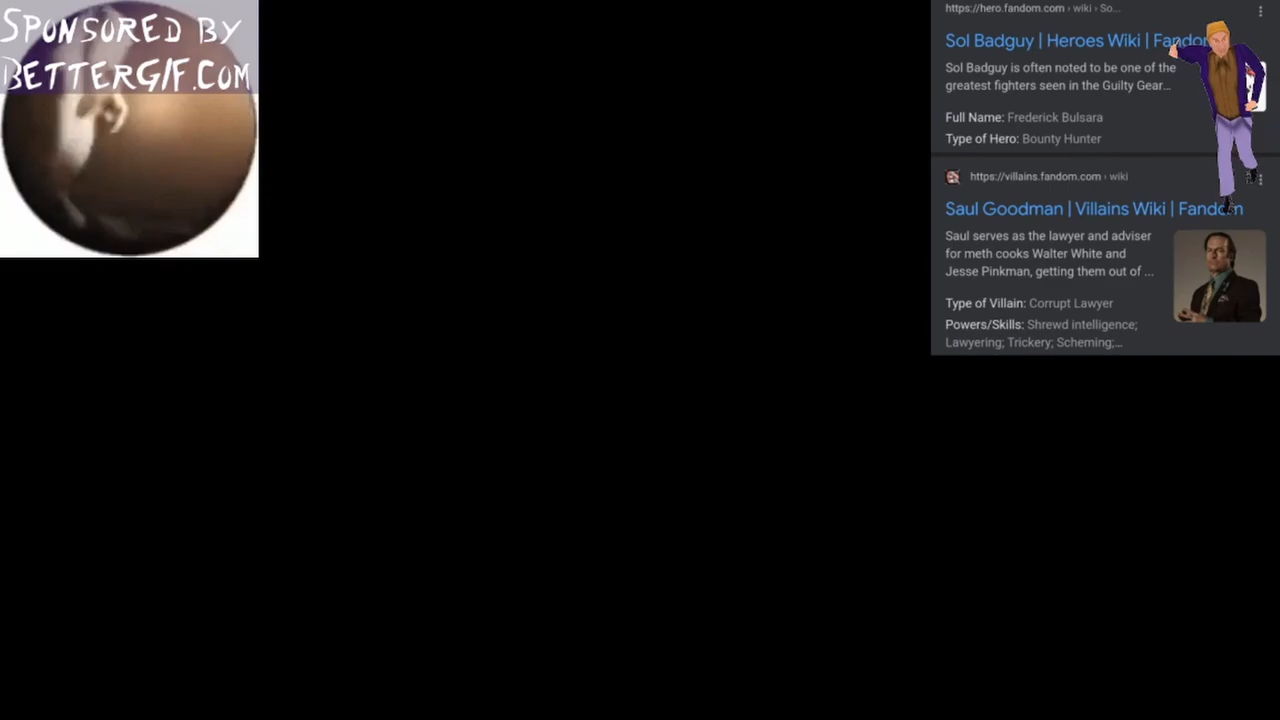 SPONSORED BY
BETTERGIF.COM
https://hero.fandom.com › wiki › So...
Sol Badguy | Heroes Wiki | Fandom
Sol Badguy is often noted to be one of the
greatest fighters seen in the Guilty Gear...
Full Name: Frederick Bulsara
Type of Hero: Bounty Hunter
https://villains.fandom.com › wiki
Saul Goodman | Villains Wiki | Fandom
Saul serves as the lawyer and adviser
for meth cooks Walter White and
Jesse Pinkman, getting them out of ...
Type of Villain: Corrupt Lawyer
Powers/Skills: Shrewd intelligence;
Lawyering; Trickery; Scheming;...